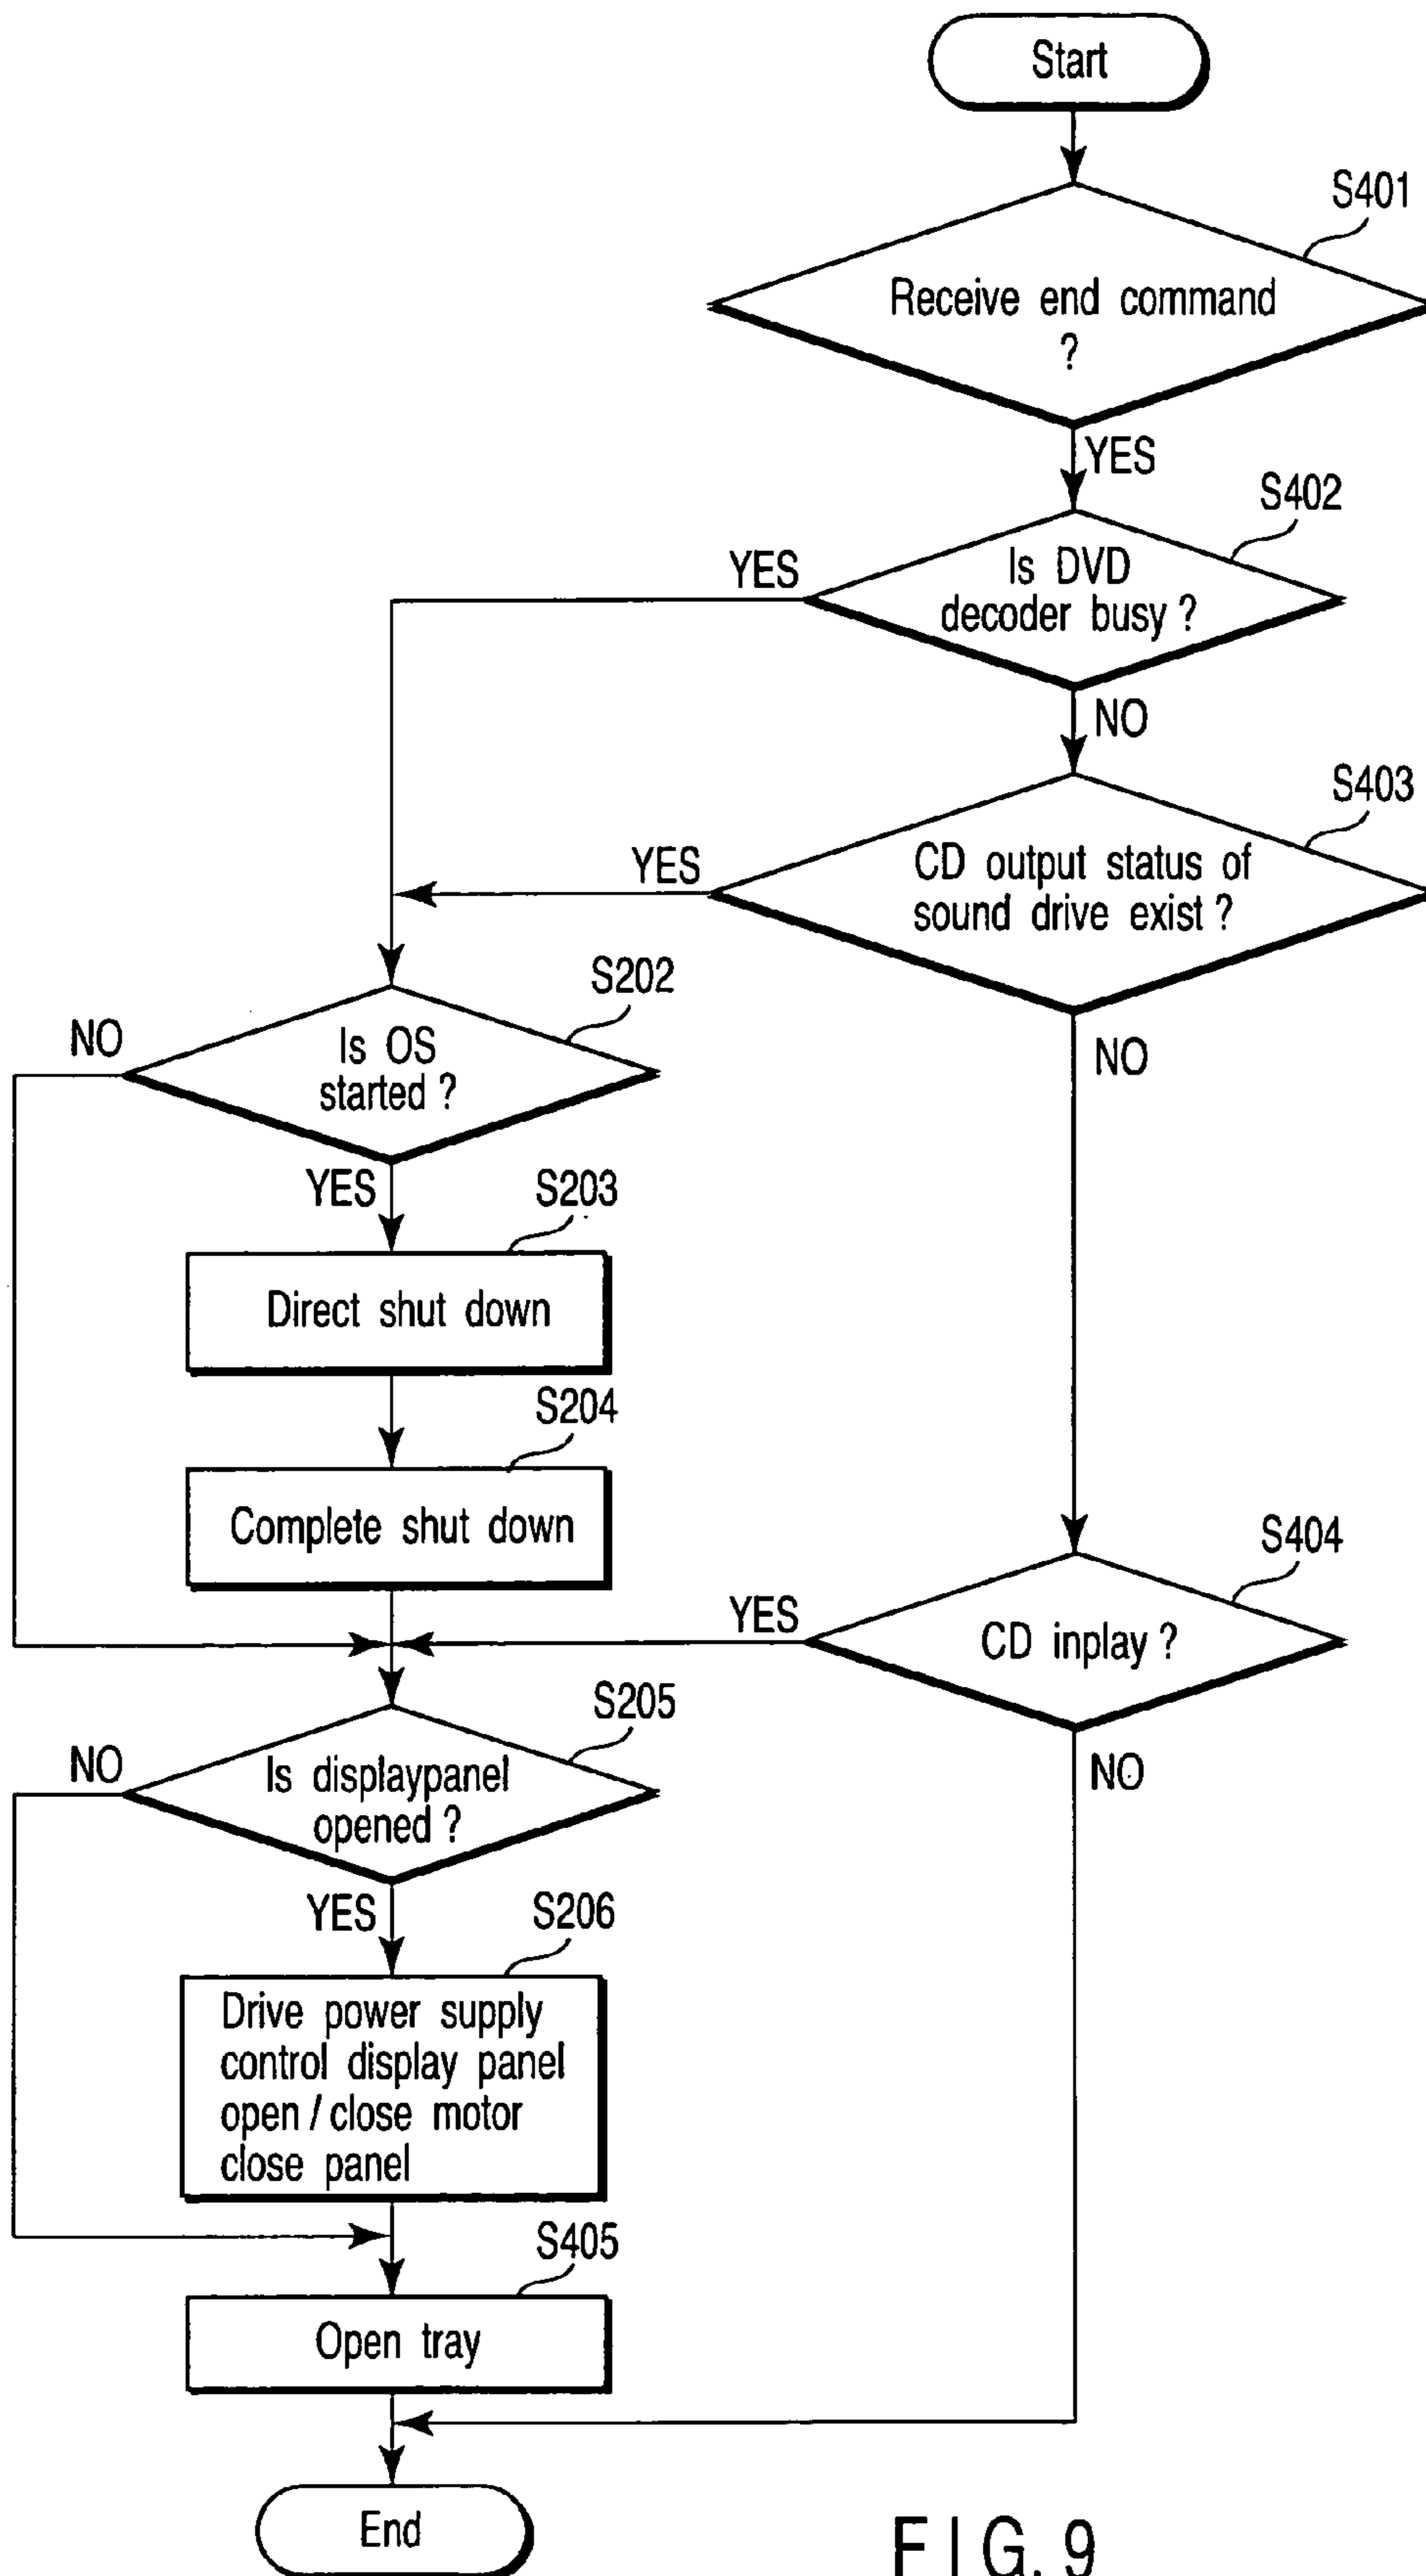 Start
S401
Receive end command
?
YES
S402
YES
Is DVD
decoder busy ?
NO
S403
YES
CD output status of
sound drive exist ?
NO
S202
NO
Is OS
started ?
YES
S203
Direct shut down
S204
Complete shut down
S404
YES
CD inplay ?
NO
S205
NO
Is displaypanel
opened ?
YES
S206
Drive power supply
control display panel
open / close motor
close panel
S405
Open tray
End
FIG. 9